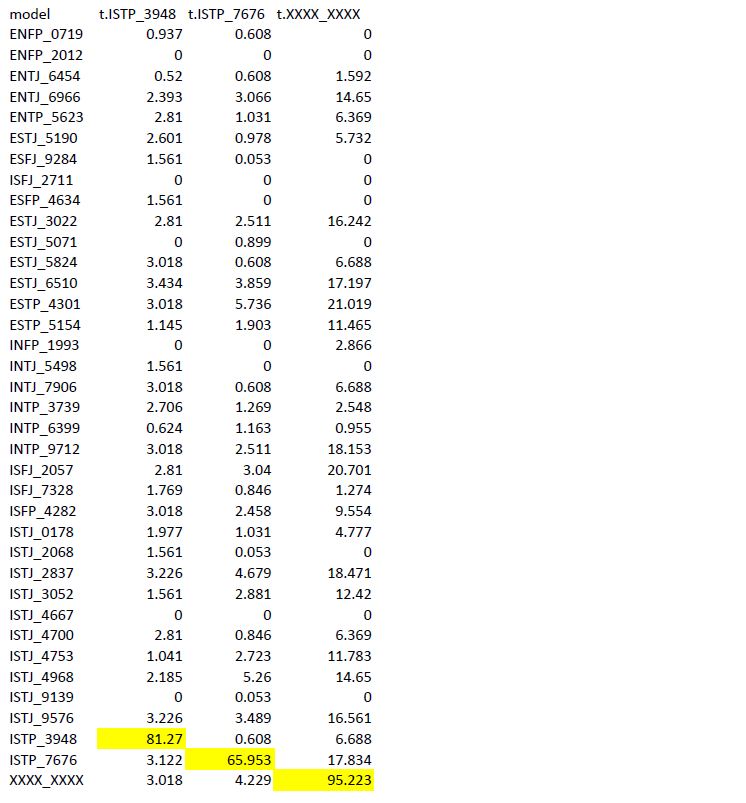 model t.ISTP_3948 t.ISTP_7676 t.XXXX_XXXX
ENFP_0719 0.937 0.608 0
ENFP_2012 0 0 0
ENTJ_6454 0.52 0.608 1.592
ENTJ_6966 2.393 3.066 14.65
ENTP_5623 2.81 1.031 6.369
ESTJ_5190 2.601 0.978 5.732
ESFJ_9284 1.561 0.053 0
ISFJ_2711 0 0 0
ESFP_4634 1.561 0 0
ESTJ_3022 2.81 2.511 16.242
ESTJ_5071 0 0.899 0
ESTJ_5824 3.018 0.608 6.688
ESTJ_6510 3.434 3.859 17.197
ESTP_4301 3.018 5.736 21.019
ESTP_5154 1.145 1.903 11.465
INFP_1993 0 0 2.866
INTJ_5498 1.561 0 0
INTJ_7906 3.018 0.608 6.688
INTP_3739 2.706 1.269 2.548
INTP_6399 0.624 1.163 0.955
INTP_9712 3.018 2.511 18.153
ISFJ_2057 2.81 3.04 20.701
ISFJ_7328 1.769 0.846 1.274
ISFP_4282 3.018 2.458 9.554
ISTJ_0178 1.977 1.031 4.777
ISTJ_2068 1.561 0.053 0
ISTJ_2837 3.226 4.679 18.471
ISTJ_3052 1.561 2.881 12.42
ISTJ_4667 0 0 0
ISTJ_4700 2.81 0.846 6.369
ISTJ_4753 1.041 2.723 11.783
ISTJ_4968 2.185 5.26 14.65
ISTJ_9139 0 0.053 0
ISTJ_9576 3.226 3.489 16.561
ISTP_3948 81.27 0.608 6.688
ISTP_7676 3.122 65.953 17.834
XXXX_XXXX 3.018 4.229 95.223